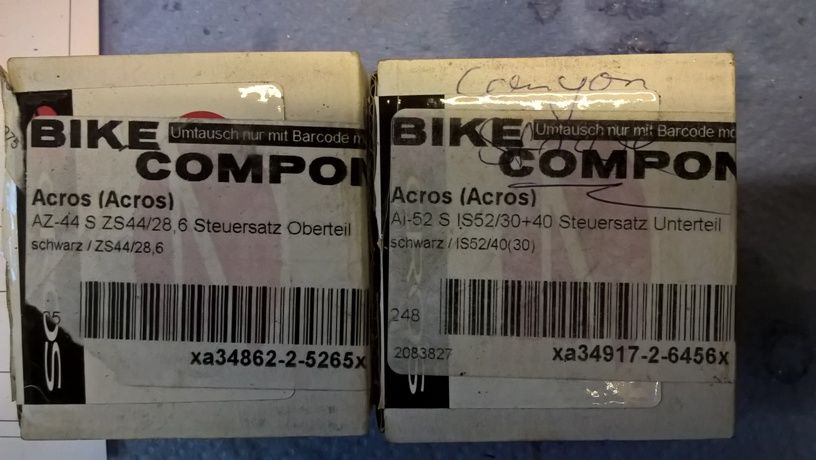 BIKE Umtausch nur mit Barcode mö
COMPON
Acros (Acros)
AZ-44 S ZS44/28,6 Steuersatz Oberteil
schwarz / ZS44/28,6
xa34862-2-5265x
Canyon
BIKE Umtausch nur mit Barcode mö
COMPON
Acros (Acros)
AI-52 S IS52/30+40 Steuersatz Unterteil
schwarz / IS52/40(30)
248
2083827
xa34917-2-6456x